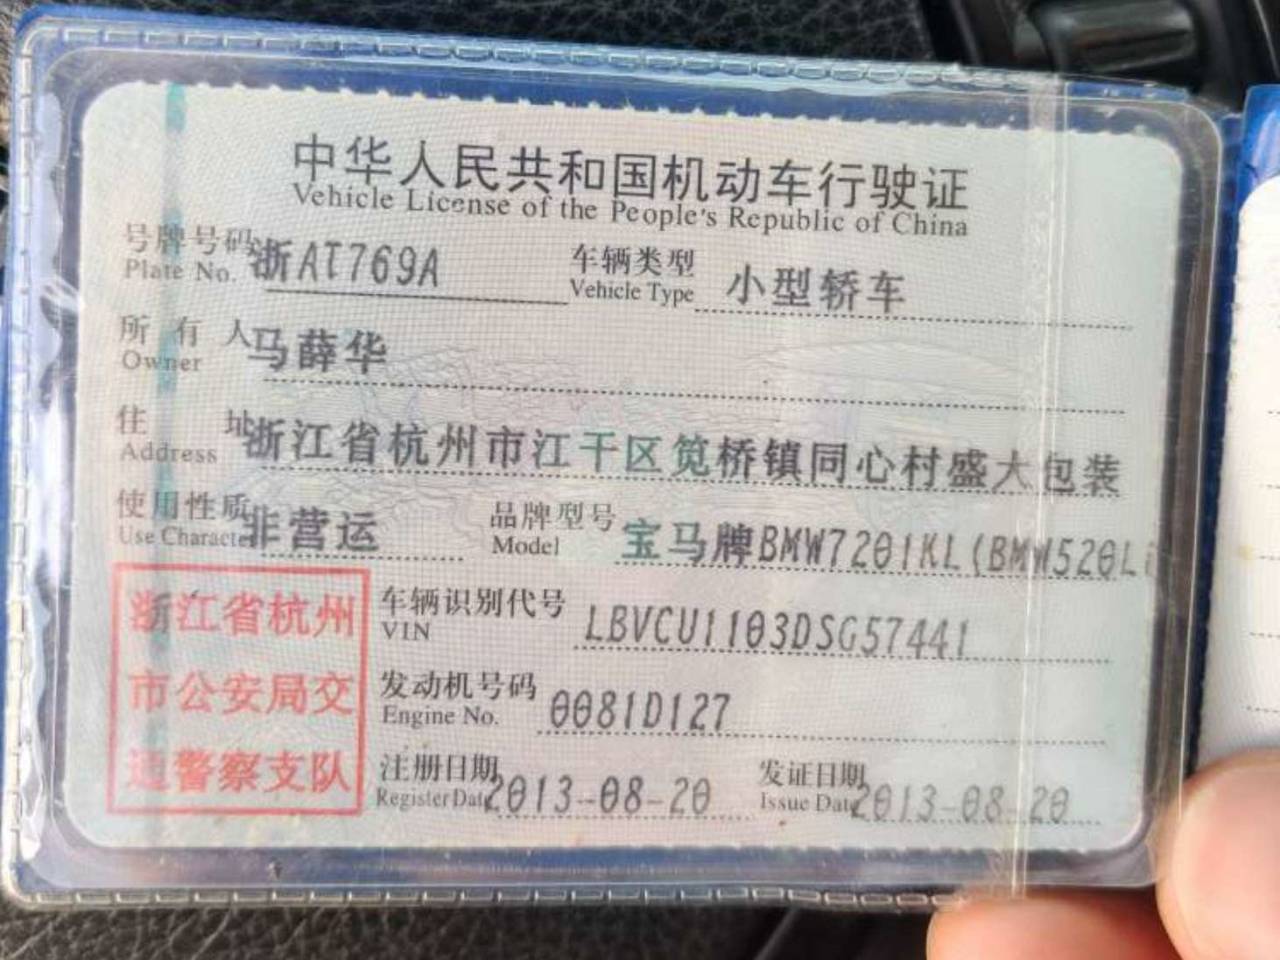 中华人民共和国机动车行驶证
Vehicle License of the People's Republic of China
号牌号码 浙AT769A 车辆类型 小型轿车
Plate No. Vehicle Type
所有人 马薛华
Owner
住址 浙江省杭州市江干区笕桥镇同心村盛大包装
Address
使用性质 非营运 品牌型号 宝马牌BMW7201KL(BMW520Li
Use Character Model
浙江省杭州
市公安局交
通警察支队
车辆识别代号 LBVCU1103DSG57441
VIN
发动机号码 0081D127
Engine No.
注册日期 2013-08-20 发证日期 2013-08-20
Register Date Issue Date